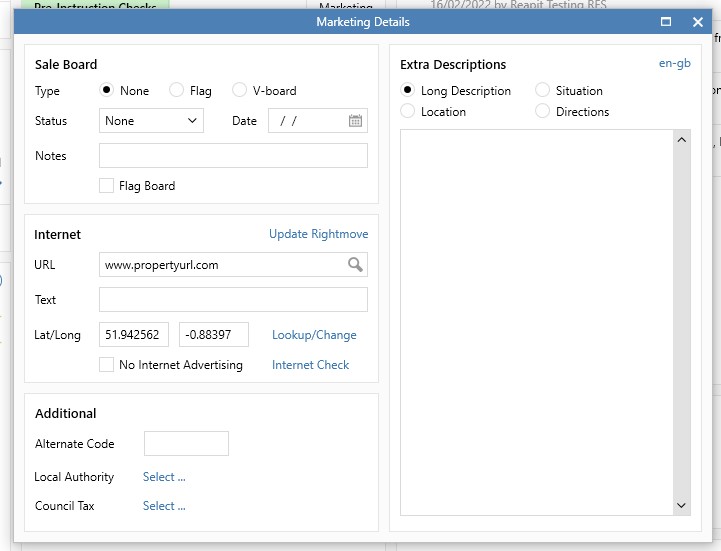 Pre-Instruction Checks
Marketing
16/02/2022 by Reapit Testing RES
Marketing Details
Sale Board
Type None Flag V-board
Status None Date / /
Notes
Flag Board
Internet Update Rightmove
URL www.propertyurl.com
Text
Lat/Long 51.942562 -0.88397 Lookup/Change
No Internet Advertising Internet Check
Additional
Alternate Code
Local Authority Select ...
Council Tax Select ...
Extra Descriptions en-gb
Long Description Situation
Location Directions